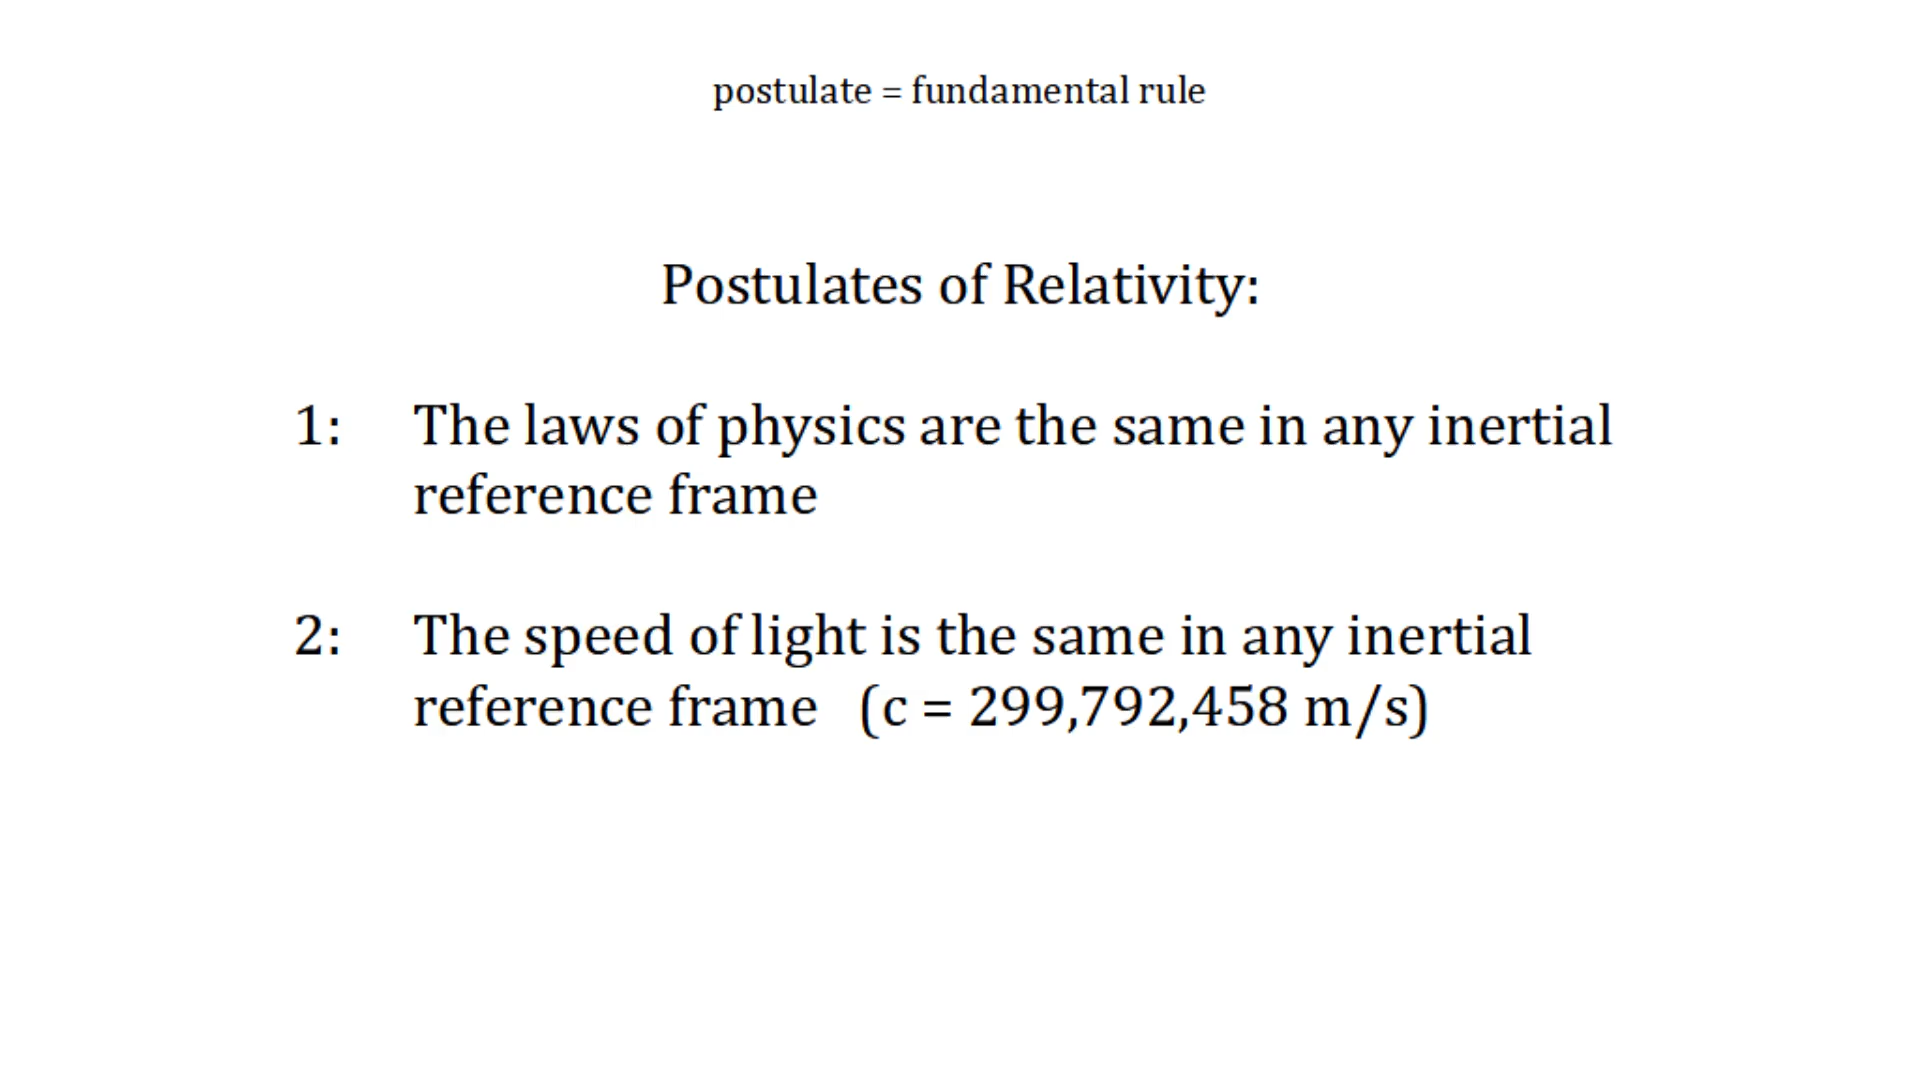 postulate = fundamental rule
Postulates of Relativity:
1: The laws of physics are the same in any inertial
reference frame
2: The speed of light is the same in any inertial
reference frame (c = 299,792,458 m/s)